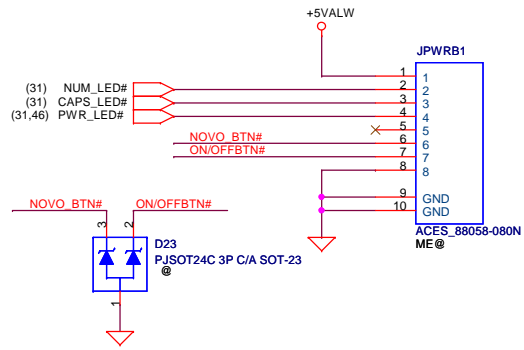 +5VALW
JPWRB1
1 1
(31) NUM_LED# 2 2
(31) CAPS_LED# 3 3
(31,46) PWR_LED# 4 4
5 5
NOVO_BTN# 6 6
ON/OFFBTN# 7 7
8 8
9 GND
10 GND
ACES_88058-080N
ME@
NOVO_BTN# ON/OFFBTN#
3 2
D23
PJSOT24C 3P C/A SOT-23
@
1